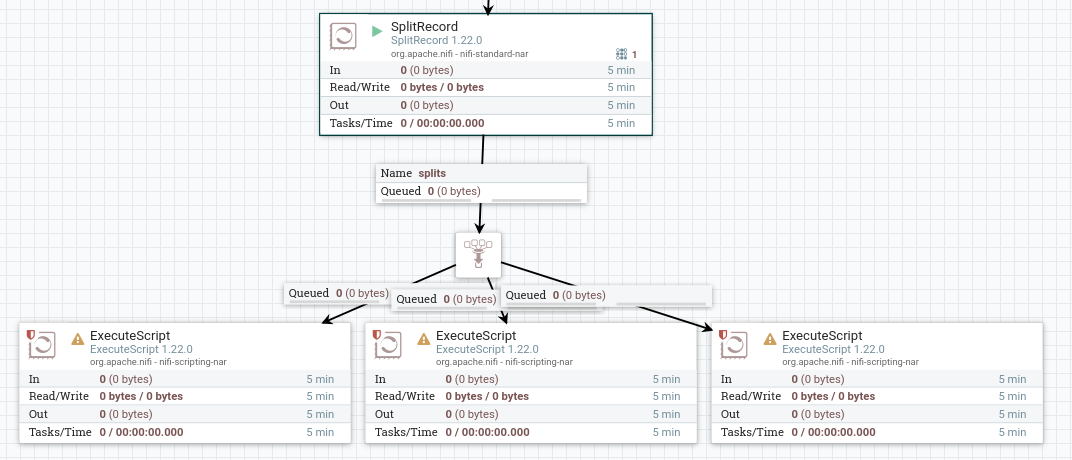 SplitRecord
SplitRecord 1.22.0
org.apache.nifi - nifi-standard-nar
1
In 0 (0 bytes) 5 min
Read/Write 0 bytes / 0 bytes 5 min
Out 0 (0 bytes) 5 min
Tasks/Time 0 / 00:00:00.000 5 min
Name splits
Queued 0 (0 bytes)
Queued 0 (0 bytes)
Queued 0 (0 bytes)
Queued 0 (0 bytes)
ExecuteScript
ExecuteScript 1.22.0
org.apache.nifi - nifi-scripting-nar
In 0 (0 bytes) 5 min
Read/Write 0 bytes / 0 bytes 5 min
Out 0 (0 bytes) 5 min
Tasks/Time 0 / 00:00:00.000 5 min
ExecuteScript
ExecuteScript 1.22.0
org.apache.nifi - nifi-scripting-nar
In 0 (0 bytes) 5 min
Read/Write 0 bytes / 0 bytes 5 min
Out 0 (0 bytes) 5 min
Tasks/Time 0 / 00:00:00.000 5 min
ExecuteScript
ExecuteScript 1.22.0
org.apache.nifi - nifi-scripting-nar
In 0 (0 bytes) 5 min
Read/Write 0 bytes / 0 bytes 5 min
Out 0 (0 bytes) 5 min
Tasks/Time 0 / 00:00:00.000 5 min